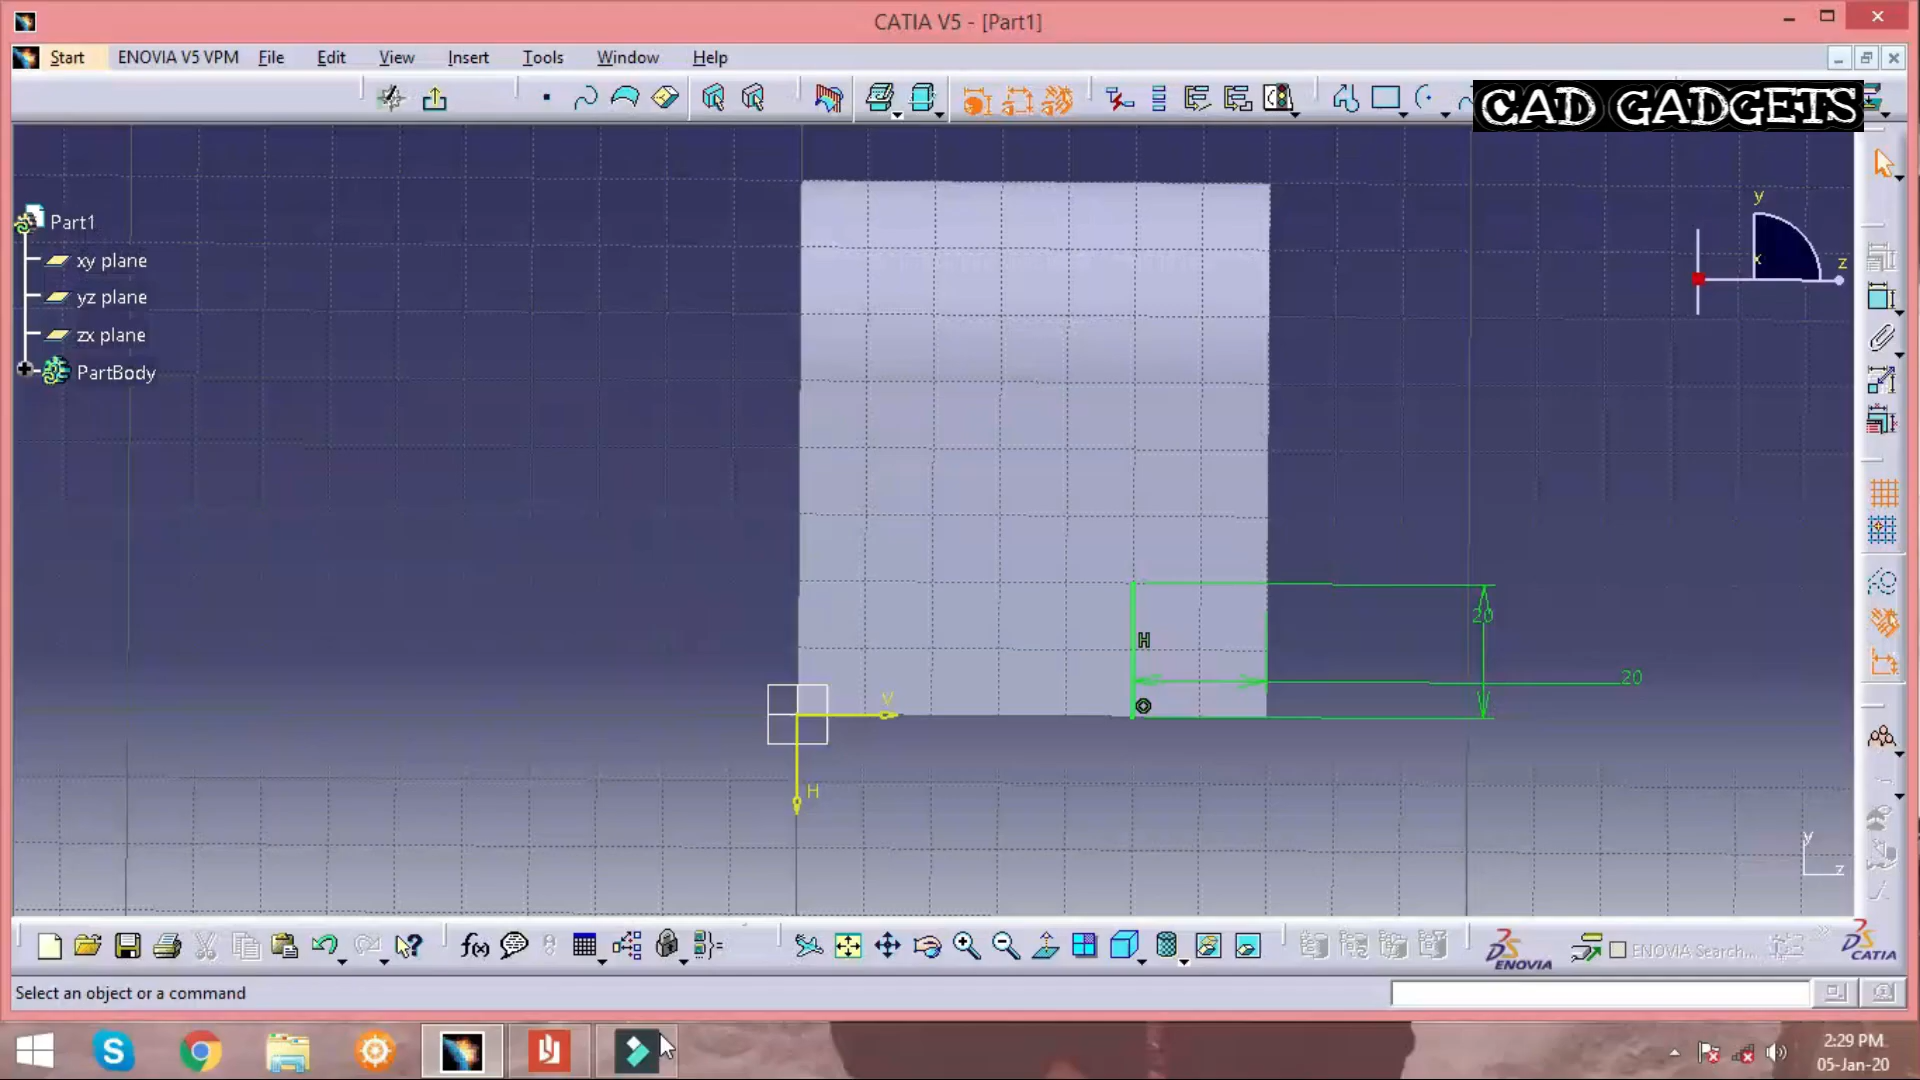 CATIA V5 - [Part1]
Start ENOVIA V5 VPM File Edit View Insert Tools Window Help
CAD GADGETS
Part1
xy plane
yz plane
zx plane
PartBody
y
x
z
H
20
20
V
H
y
z
f(x)
ENOVIA
ENOVIA Search...
CATIA
Select an object or a command
2:29 PM
05-Jan-20